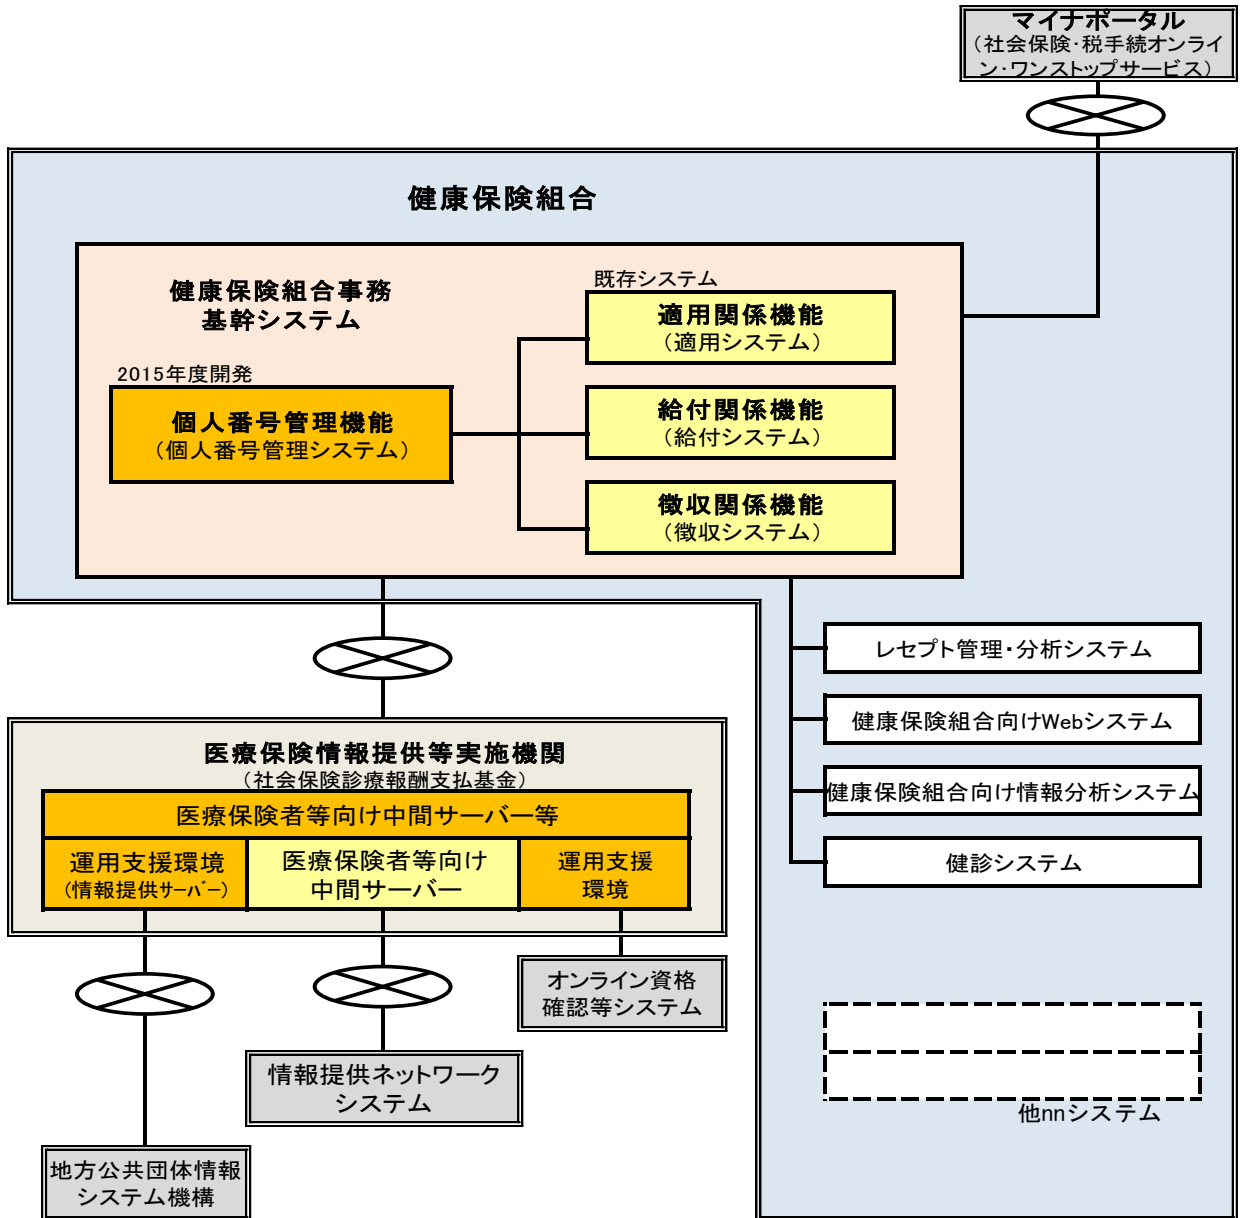 マイナポータル
（社会保険・税手続オンライ
ン・ワンストップサービス）
健康保険組合
健康保険組合事務
基幹システム
既存システム
適用関係機能
（適用システム）
2015年度開発
個人番号管理機能
（個人番号管理システム）
給付関係機能
（給付システム）
徴収関係機能
（徴収システム）
レセプト管理・分析システム
健康保険組合向けWebシステム
健康保険組合向け情報分析システム
健診システム
他nnシステム
医療保険情報提供等実施機関
（社会保険診療報酬支払基金）
医療保険者等向け中間サーバー等
運用支援環境
（情報提供サーバー）
医療保険者等向け
中間サーバー
運用支援
環境
オンライン資格
確認等システム
情報提供ネットワーク
システム
地方公共団体情報
システム機構